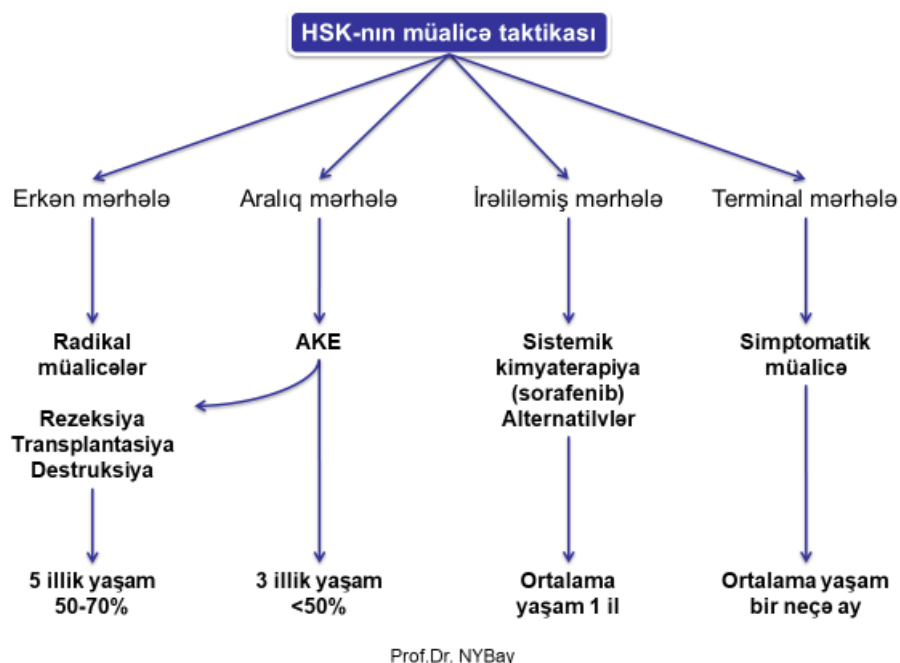 HSK-nın müalicə taktikası
Erkən mərhələ
Aralıq mərhələ
İrəliləmiş mərhələ
Terminal mərhələ
Radikal
müalicələr
Rezeksiya
Transplantasiya
Destruksiya
AKE
Sistemik
kimyaterapiya
(sorafenib)
Alternatilvlər
Simptomatik
müalicə
5 illik yaşam
50-70%
3 illik yaşam
<50%
Ortalama
yaşam 1 il
Ortalama yaşam
bir neçə ay
Prof.Dr. NYBay